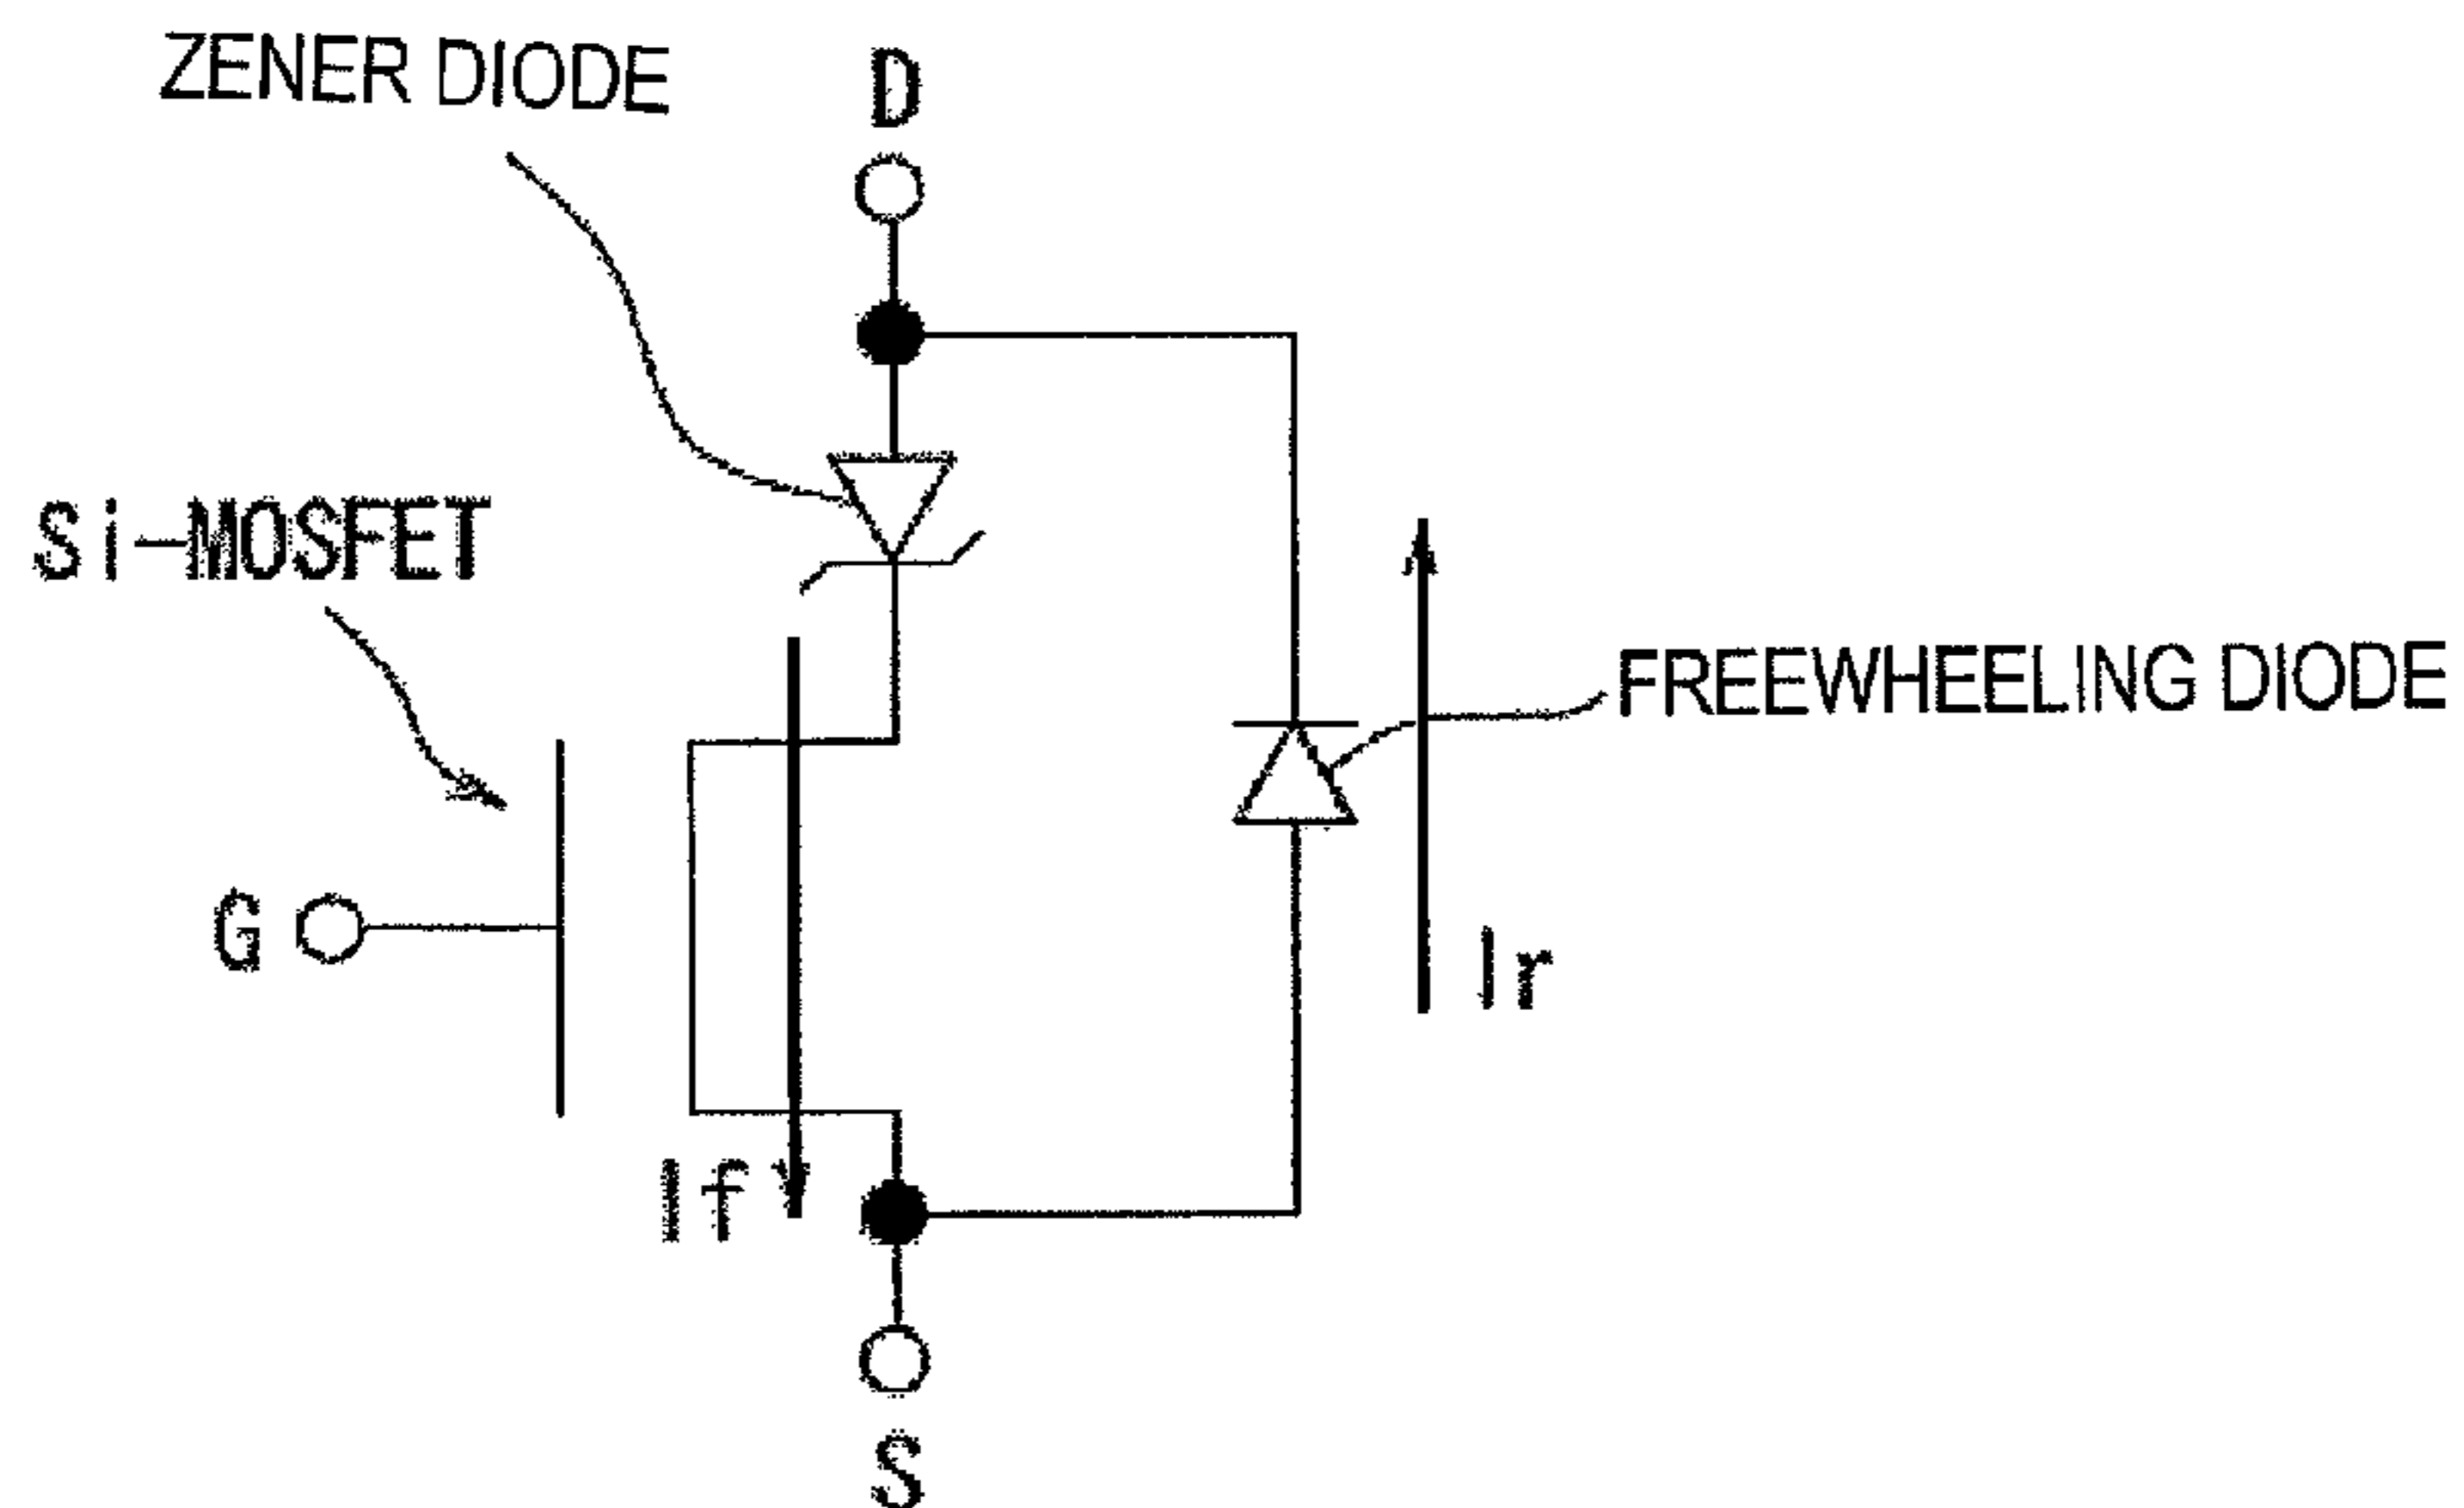 ZENER DIODE
D
Si-MOSFET
FREEWHEELING DIODE
G
Ir
If
S